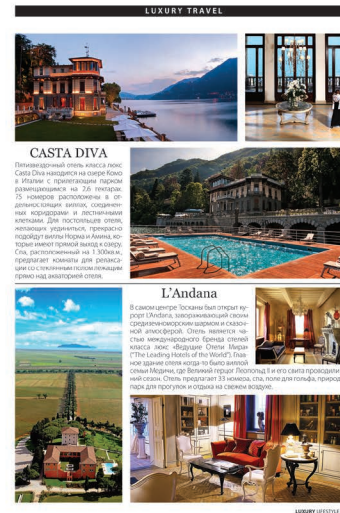 LUXURY TRAVEL
CASTA DIVA
Пятизвездочный отель класса люкс
Casta Diva находится на озере Комо
в Италии с прилегающим парком
размещающимся на 2,6 гектарах.
75 номеров расположены в от-
дельностоящих виллах, соединен-
ных коридорами и лестничными
клетками. Для постояльцев отеля,
желающих уединиться, прекрасно
подойдут виллы Норма и Амина, ко-
торые имеют прямой выход к озеру.
Спа, расположенный на 1.300кв.м.,
предлагает комнаты для релакса-
ции со стеклянным полом лежащим
прямо над акваторией отеля.
L'Andana
В самом центре Тосканы был открыт ку-
рорт L'Andana, завораживающий своим
средиземноморским шармом и сказоч-
ной атмосферой. Отель является ча-
стью международного бренда отелей
класса люкс «Ведущие Отели Мира»
("The Leading Hotels of the World"). Глав-
ное здание отеля когда-то было виллой
семьи Медичи, где Великий герцог Леопольд II и его свита проводили
ний сезон. Отель предлагает 33 номера, спа, поле для гольфа, природ
парк для прогулок и отдыха на свежем воздухе.
LUXURY LIFESTYLE